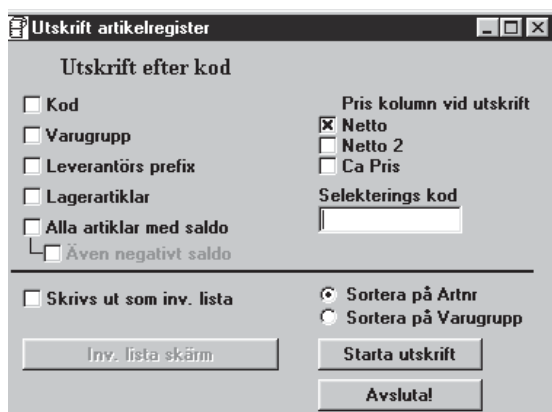 Utskrift artikelregister
Utskrift efter kod
Kod
Varugrupp
Leverantörs prefix
Lagerartiklar
Alla artiklar med saldo
Även negativt saldo
Pris kolumn vid utskrift
Netto
Netto 2
Ca Pris
Selekterings kod
Skrivs ut som inv. lista
Sortera på Artnr
Sortera på Varugrupp
Inv. lista skärm
Starta utskrift
Avsluta!